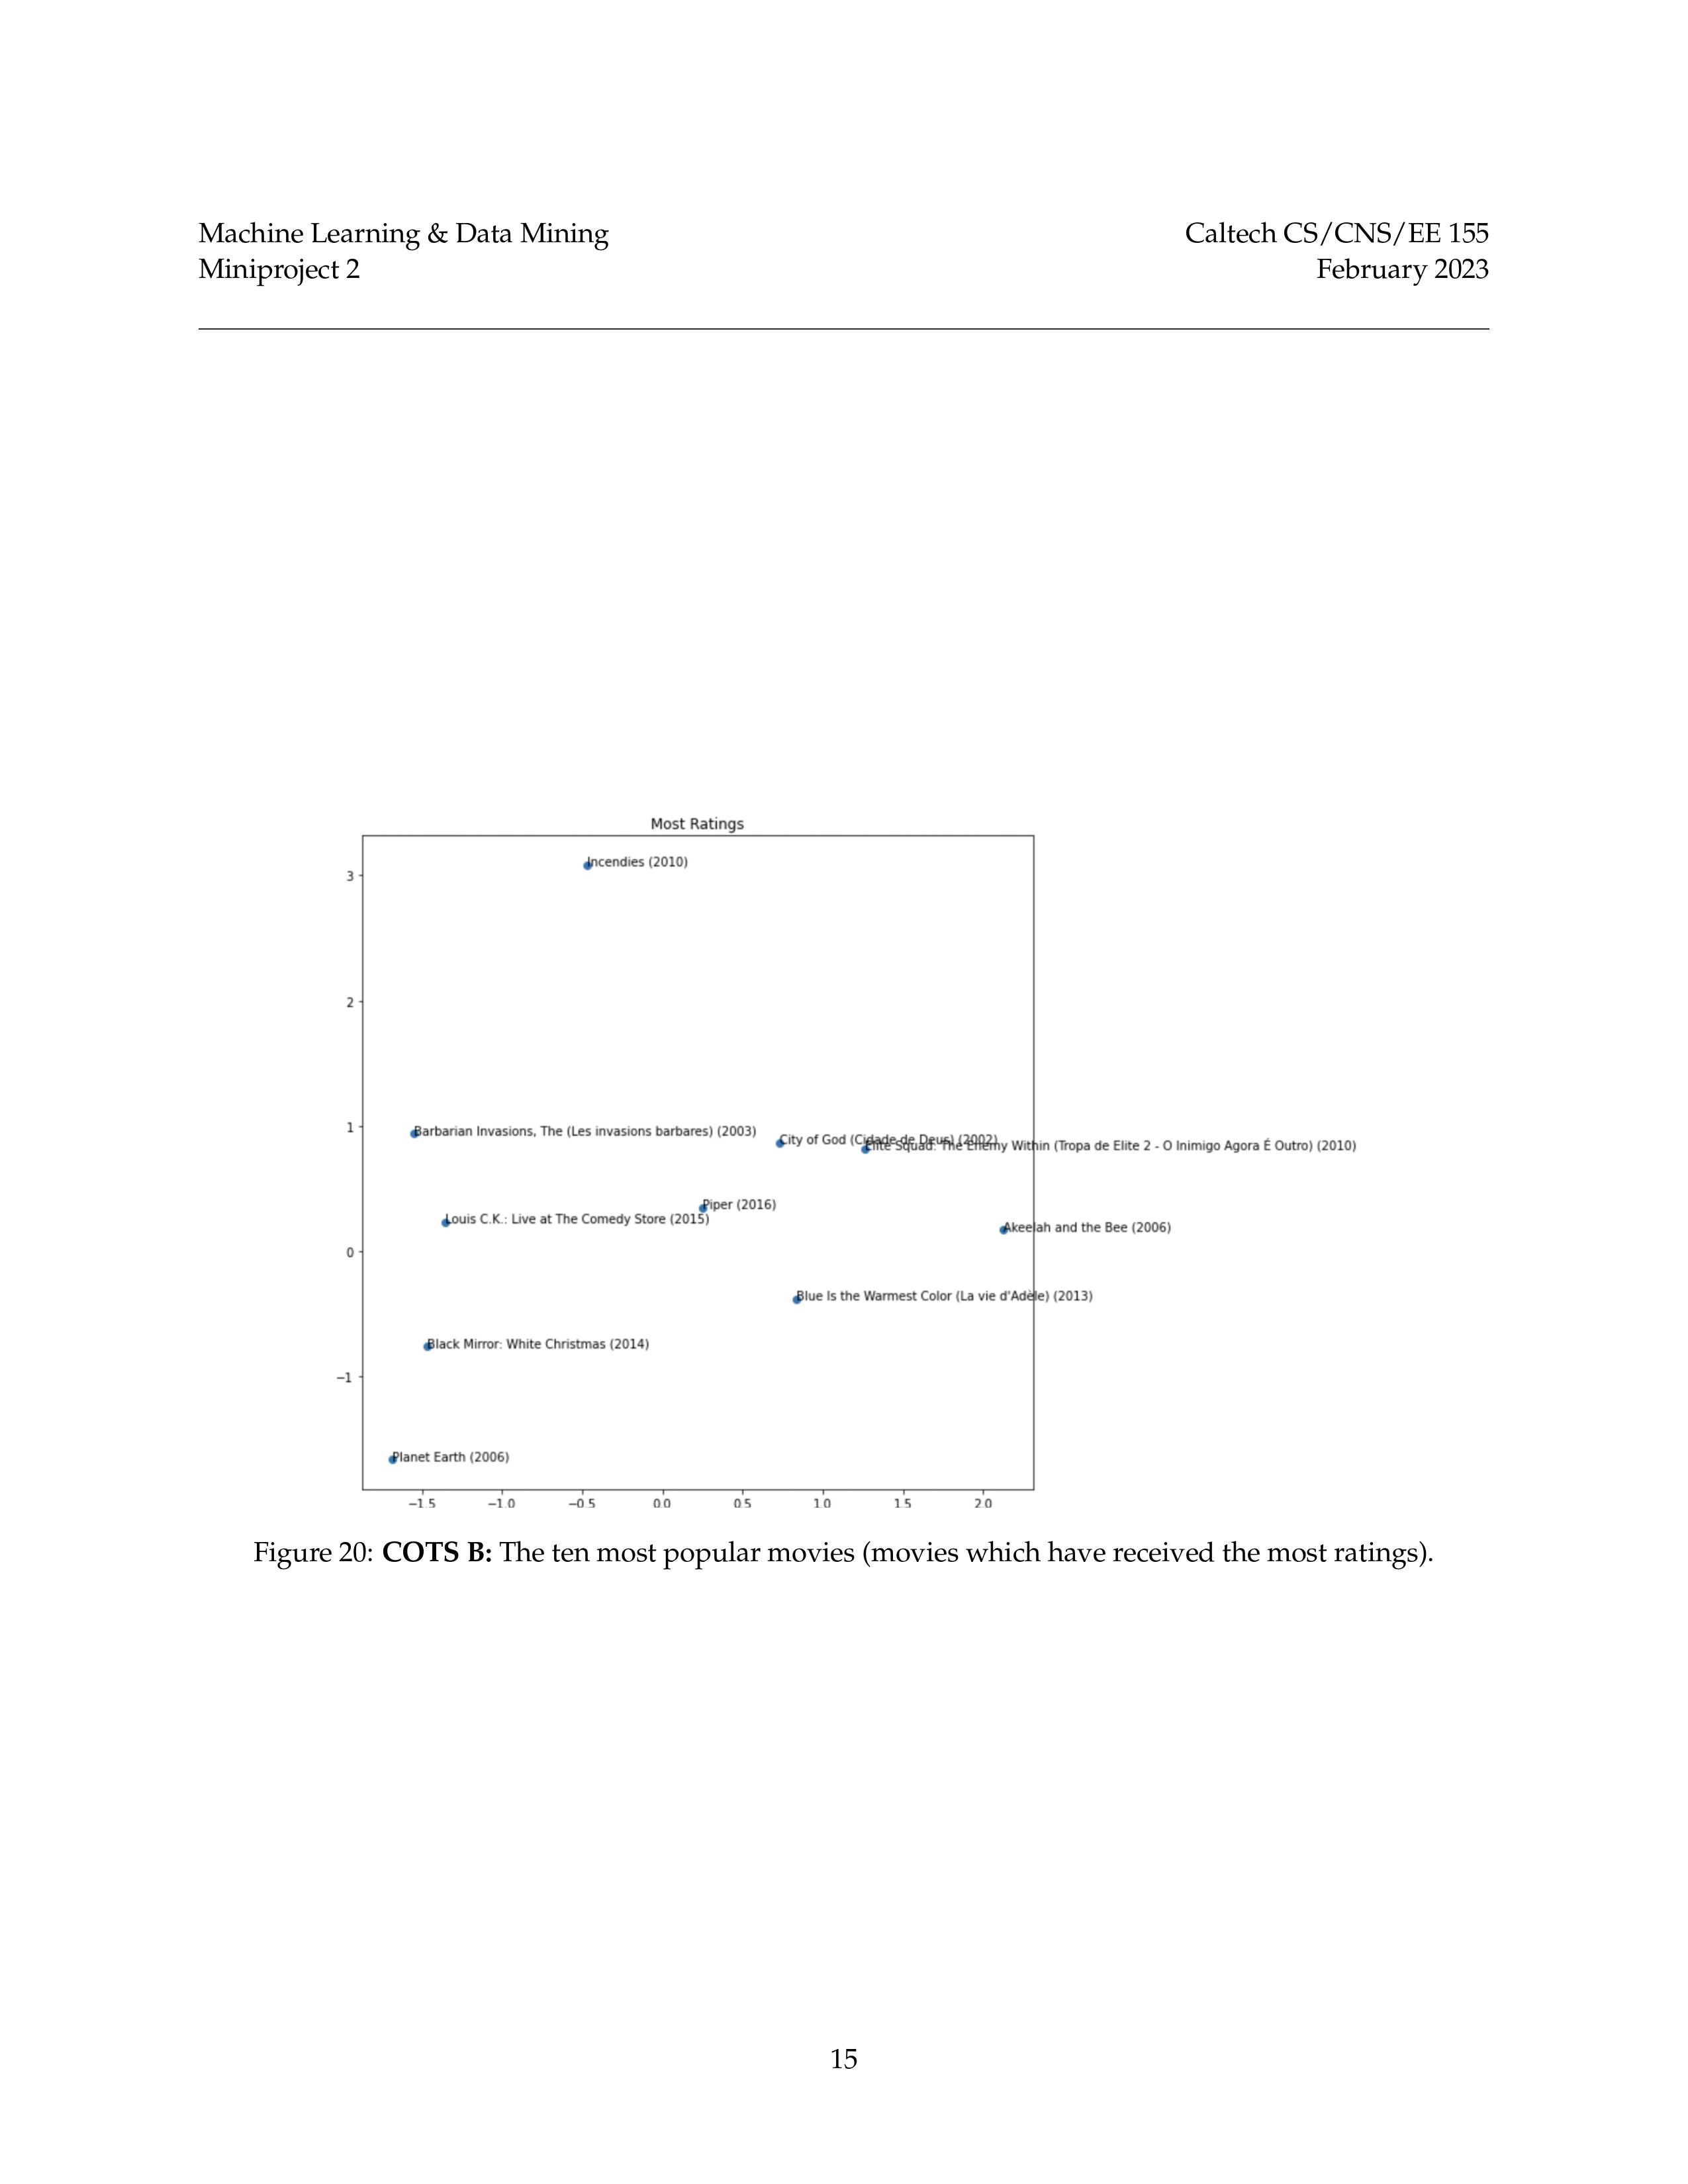 Machine Learning & Data Mining
Miniproject 2
Caltech CS/CNS/EE 155
February 2023
Most Ratings
3
2
1
0
−1
Incendies (2010)
Barbarian Invasions, The (Les invasions barbares) (2003)
City of God (Cidade de Deus) (2002)
Elite Squad: The Enemy Within (Tropa de Elite 2 - O Inimigo Agora É Outro) (2010)
Piper (2016)
Louis C.K.: Live at The Comedy Store (2015)
Akeelah and the Bee (2006)
Blue Is the Warmest Color (La vie d'Adèle) (2013)
Black Mirror: White Christmas (2014)
Planet Earth (2006)
−1.5 −1.0 −0.5 0.0 0.5 1.0 1.5 2.0
Figure 20: COTS B: The ten most popular movies (movies which have received the most ratings).
15